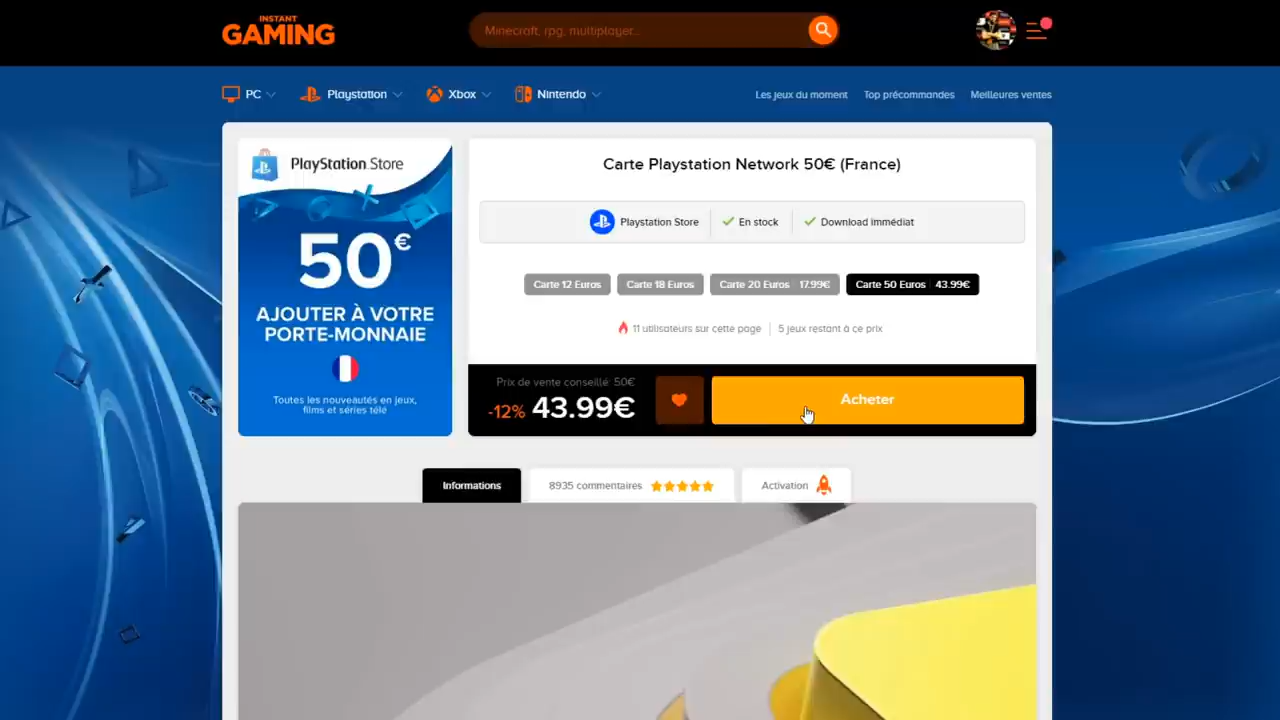 INSTANT
GAMING
Minecraft, rpg, multiplayer...
PC
Playstation
Xbox
Nintendo
Les jeux du moment
Top précommandes
Meilleures ventes
PlayStation Store
50€
AJOUTER À VOTRE
PORTE-MONNAIE
Toutes les nouveautés en jeux,
films et séries télé
Carte Playstation Network 50€ (France)
Playstation Store
En stock
Download immédiat
Carte 12 Euros
Carte 18 Euros
Carte 20 Euros 17.99€
Carte 50 Euros 43.99€
11 utilisateurs sur cette page
5 jeux restant à ce prix
Prix de vente conseillé: 50€
-12% 43.99€
Acheter
Informations
8935 commentaires
Activation